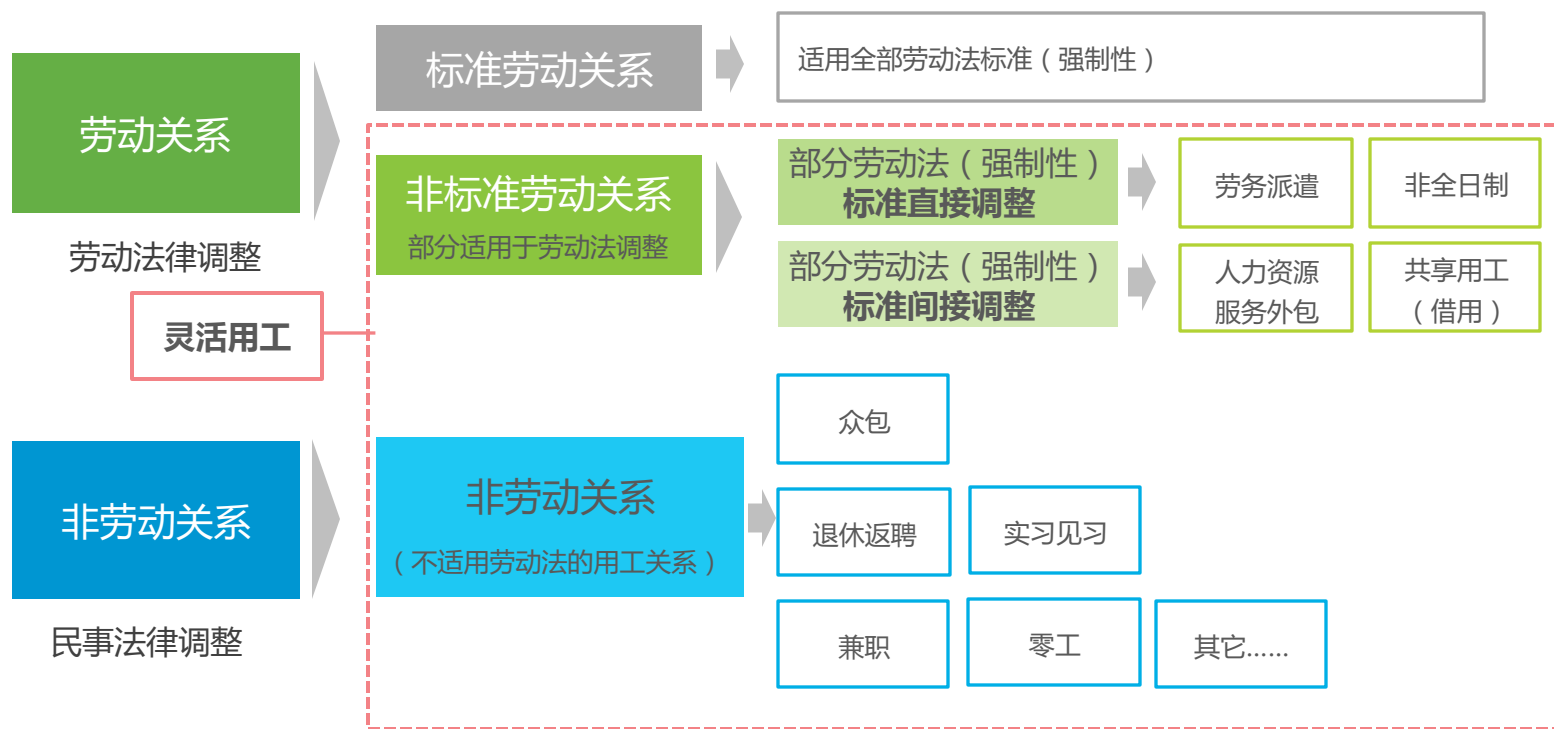 标准劳动关系
适用全部劳动法标准（强制性）
劳动关系
劳动法律调整
非标准劳动关系
部分适用于劳动法调整
部分劳动法（强制性）
标准直接调整
劳务派遣
非全日制
部分劳动法（强制性）
标准间接调整
人力资源
服务外包
共享用工
（借用）
灵活用工
非劳动关系
民事法律调整
非劳动关系
（不适用劳动法的用工关系）
众包
退休返聘
实习见习
兼职
零工
其它......